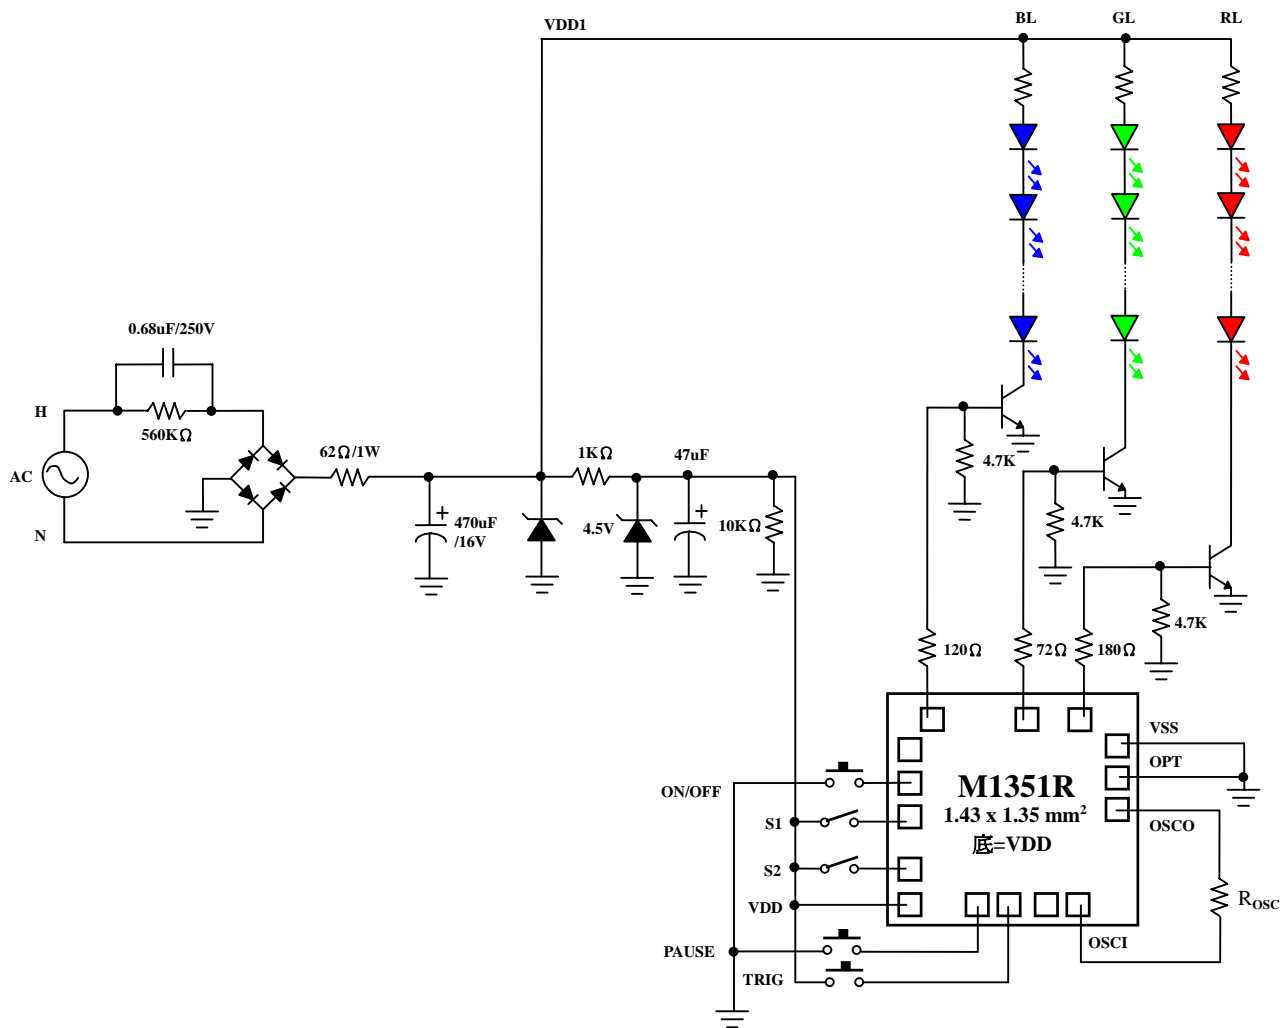 VDD1
BL
GL
RL
0.68uF/250V
H
560KΩ
AC
N
62Ω/1W
1KΩ
47uF
470uF
/16V
4.5V
10KΩ
4.7K
4.7K
4.7K
120Ω
72Ω
180Ω
VSS
OPT
OSCO
M1351R
1.43 x 1.35 mm²
底=VDD
ON/OFF
S1
S2
VDD
PAUSE
TRIG
OSCI
ROSC